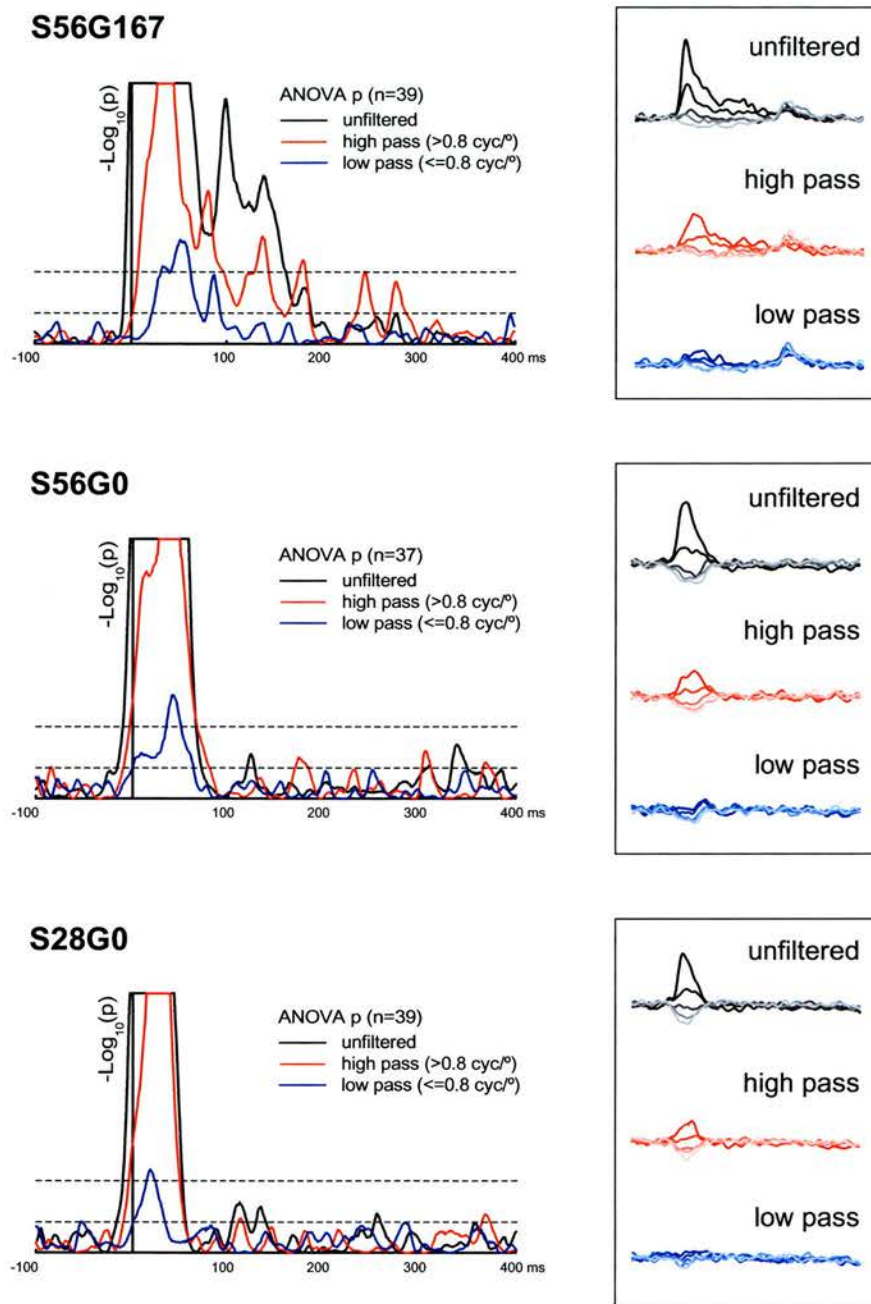 S56G167
-Log10(p)
ANOVA p (n=39)
unfiltered
high pass (>0.8 cyc/º)
low pass (<=0.8 cyc/º)
-100
100
200
300
400 ms
unfiltered
high pass
low pass
S56G0
-Log10(p)
ANOVA p (n=37)
unfiltered
high pass (>0.8 cyc/º)
low pass (<=0.8 cyc/º)
-100
100
200
300
400 ms
unfiltered
high pass
low pass
S28G0
-Log10(p)
ANOVA p (n=39)
unfiltered
high pass (>0.8 cyc/º)
low pass (<=0.8 cyc/º)
-100
100
200
300
400 ms
unfiltered
high pass
low pass